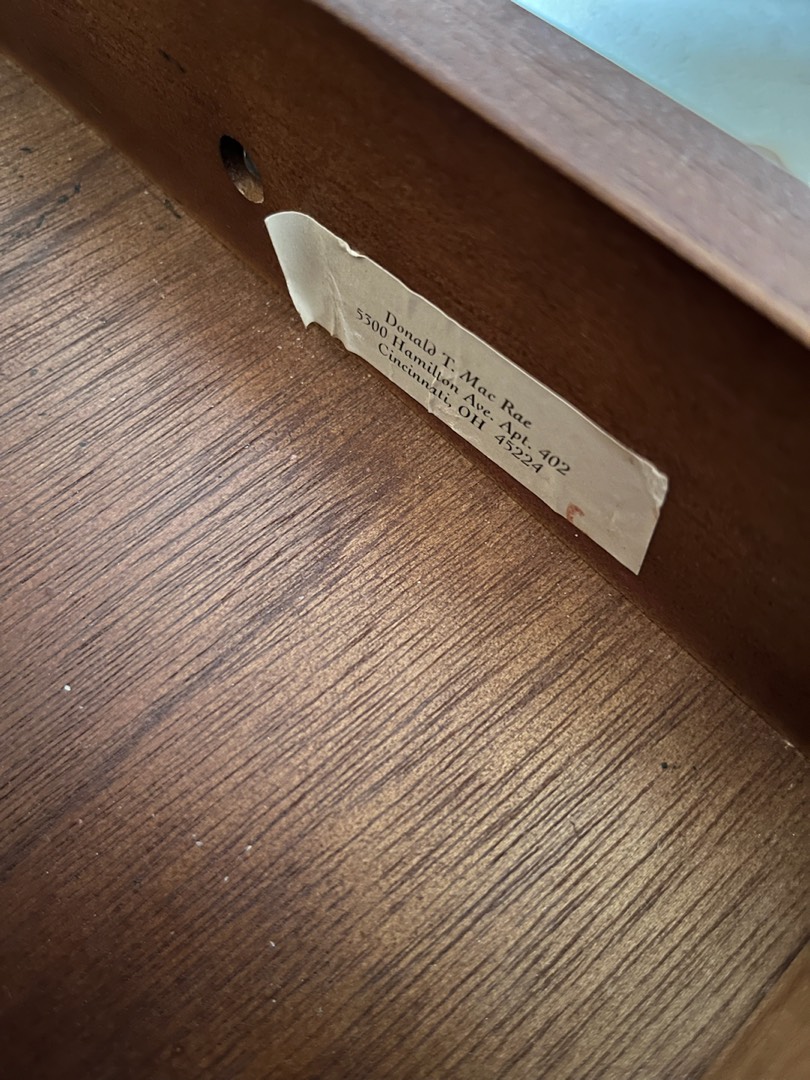 Donald T. Mac Rae
5300 Hamilton Ave. Apt. 402
Cincinnati, OH 45224